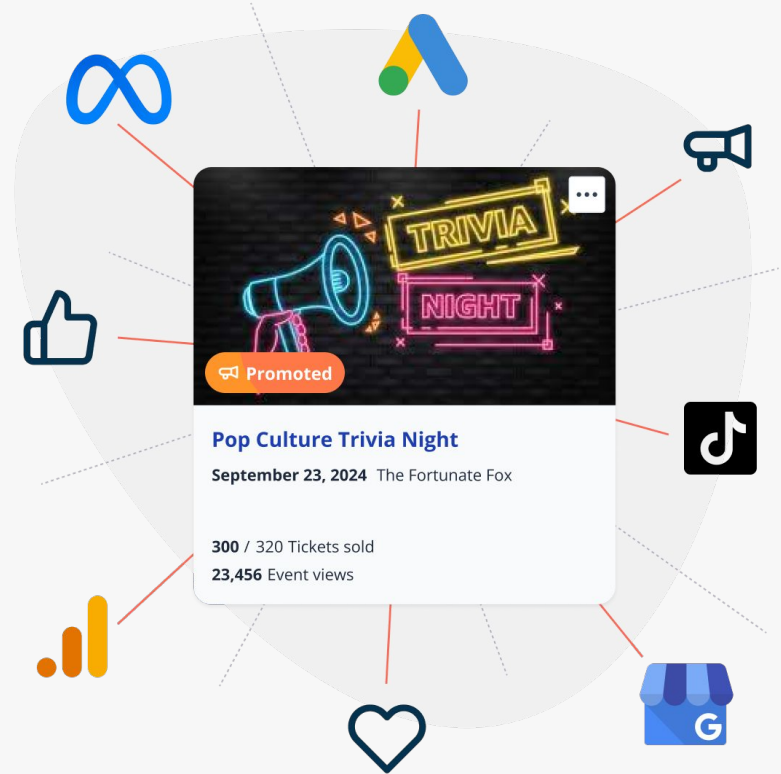 TRIVIA
NIGHT
Promoted
Pop Culture Trivia Night
September 23, 2024 The Fortunate Fox
300 / 320 Tickets sold
23,456 Event views
G